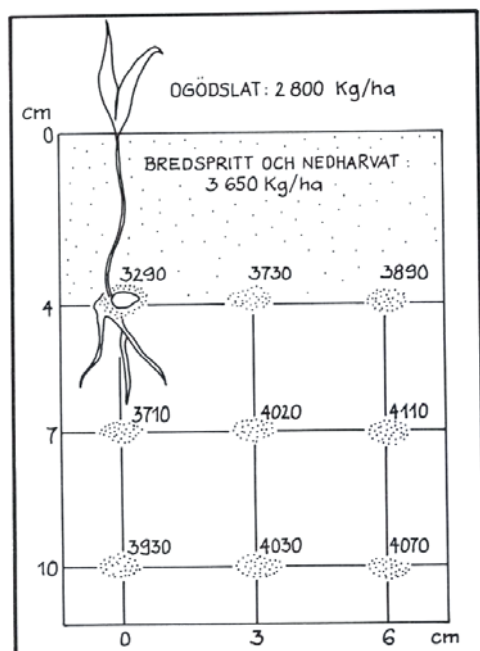 OGÖDSLAT: 2 800 Kg/ha
cm
0
BREDSPRITT OCH NEDHARVAT:
3 650 Kg/ha
3290 3730 3890
4
3710 4020 4110
7
3930 4030 4070
10
0 3 6 cm